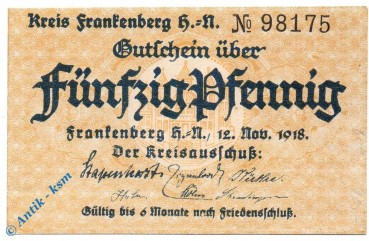 Kreis Frankenberg H.-N. № 98175
Gutschein über
Fünfzig Pfennig
Frankenberg H.-N., 12. Nov. 1918.
Der Kreisausschuß:
Gültig bis 6 Monate nach Friedensschluß.
© Antik - ksm